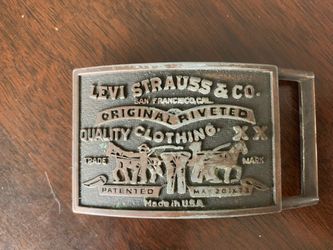 LEVI STRAUSS & CO.
SAN FRANCISCO, CAL.
ORIGINAL RIVETED
QUALITY CLOTHING. XX
TRADE MARK
PATENTED MAY 20 1873
Made in U.S.A.